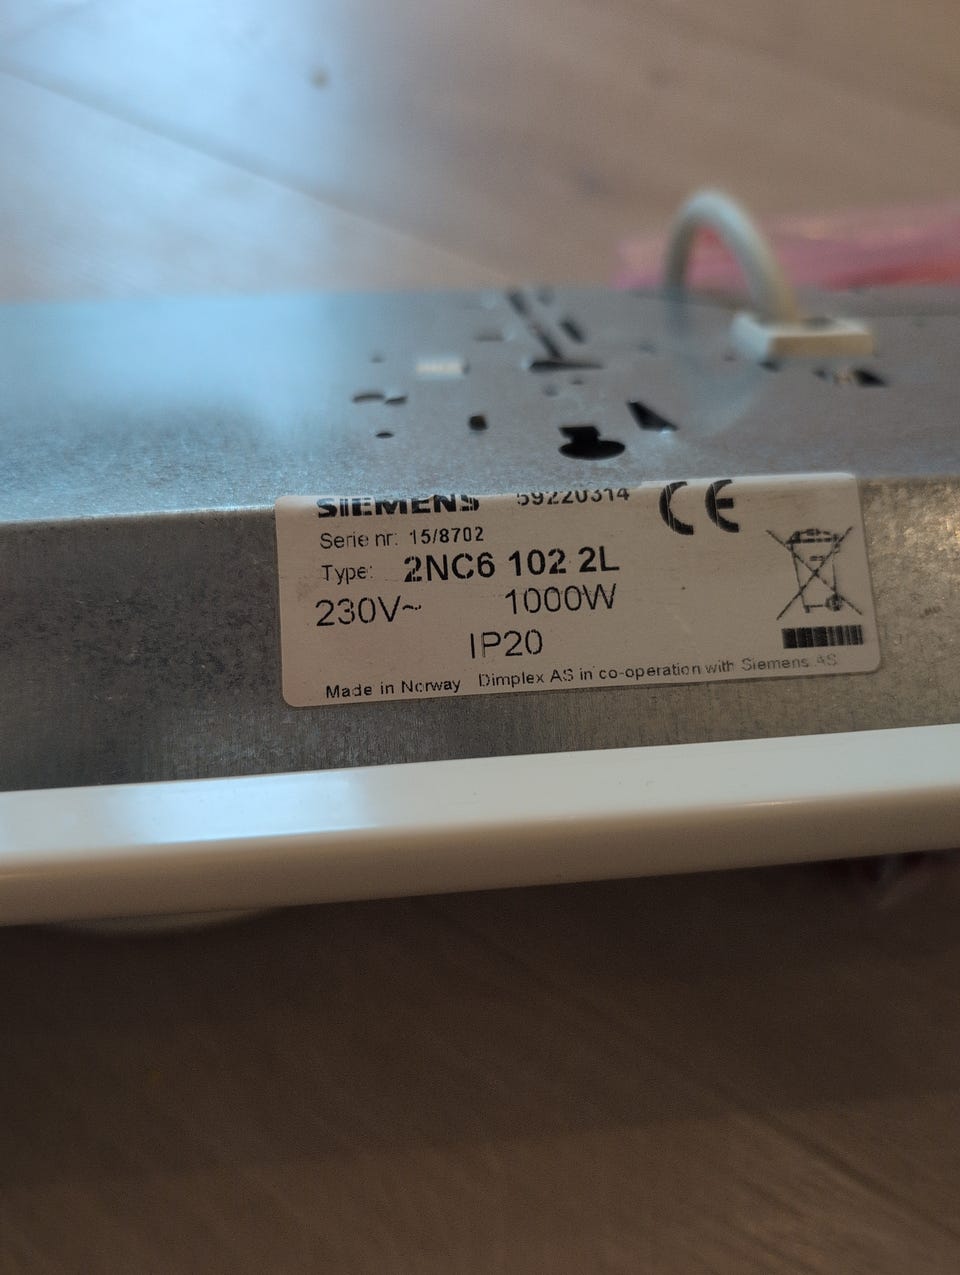 SIEMENS 59220314 CE
Serie nr: 15/8702
Type: 2NC6 102 2L
230V~ 1000W
IP20
Made in Norway Dimplex AS in co-operation with Siemens AS